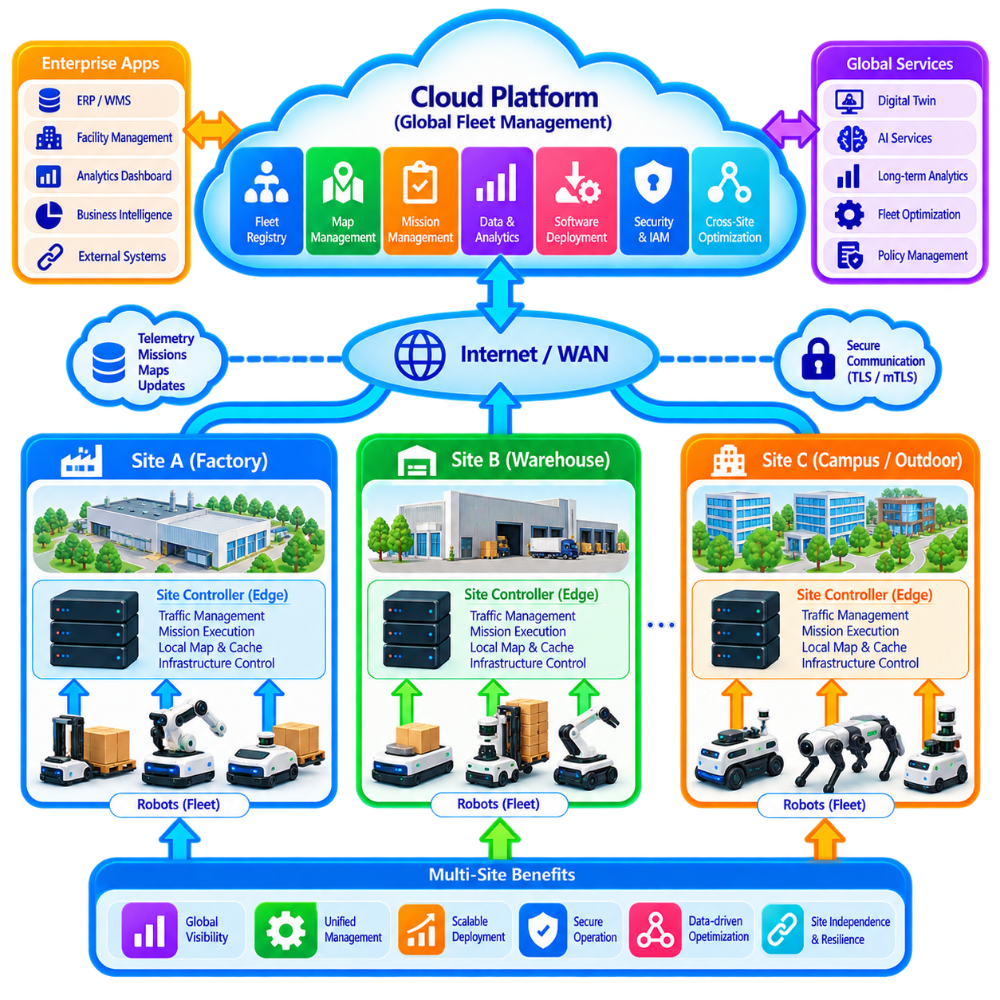 Enterprise Apps
ERP / WMS
Facility Management
Analytics Dashboard
Business Intelligence
External Systems
Cloud Platform
(Global Fleet Management)
Fleet
Registry
Map
Management
Mission
Management
Data &
Analytics
Software
Deployment
Security
& IAM
Cross-Site
Optimization
Global Services
Digital Twin
AI Services
Long-term Analytics
Fleet Optimization
Policy Management
Telemetry
Missions
Maps
Updates
Internet / WAN
Secure
Communication
(TLS / mTLS)
Site A (Factory)
Site Controller (Edge)
Traffic Management
Mission Execution
Local Map & Cache
Infrastructure Control
Robots (Fleet)
Site B (Warehouse)
Site Controller (Edge)
Traffic Management
Mission Execution
Local Map & Cache
Infrastructure Control
Robots (Fleet)
...
Site C (Campus / Outdoor)
Site Controller (Edge)
Traffic Management
Mission Execution
Local Map & Cache
Infrastructure Control
Robots (Fleet)
Multi-Site Benefits
Global
Visibility
Unified
Management
Scalable
Deployment
Secure
Operation
Data-driven
Opetimization
Site Independence
& Resilience